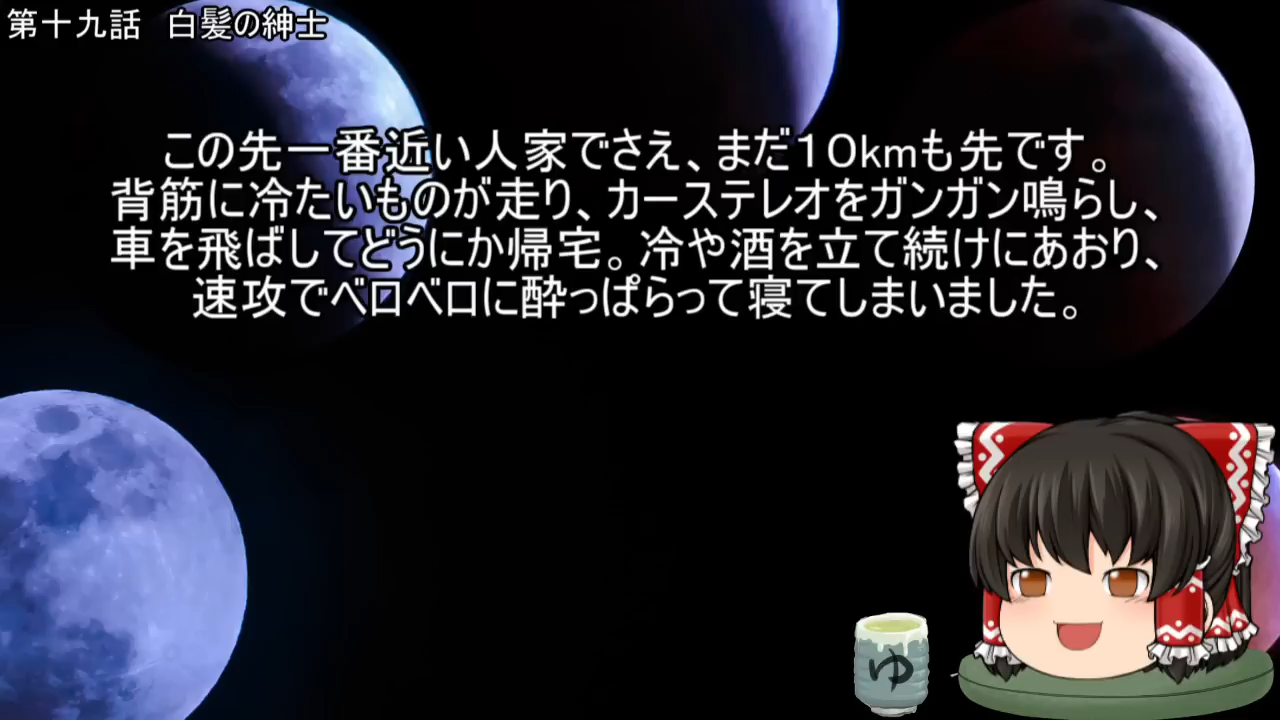 第十九話　白髪の紳士
この先一番近い人家でさえ、まだ10kmも先です。
背筋に冷たいものが走り、カーステレオをガンガン鳴らし、
車を飛ばしてどうにか帰宅。冷や酒を立て続けにあおり、
速攻でベロベロに酔っぱらって寝てしまいました。
ゆ